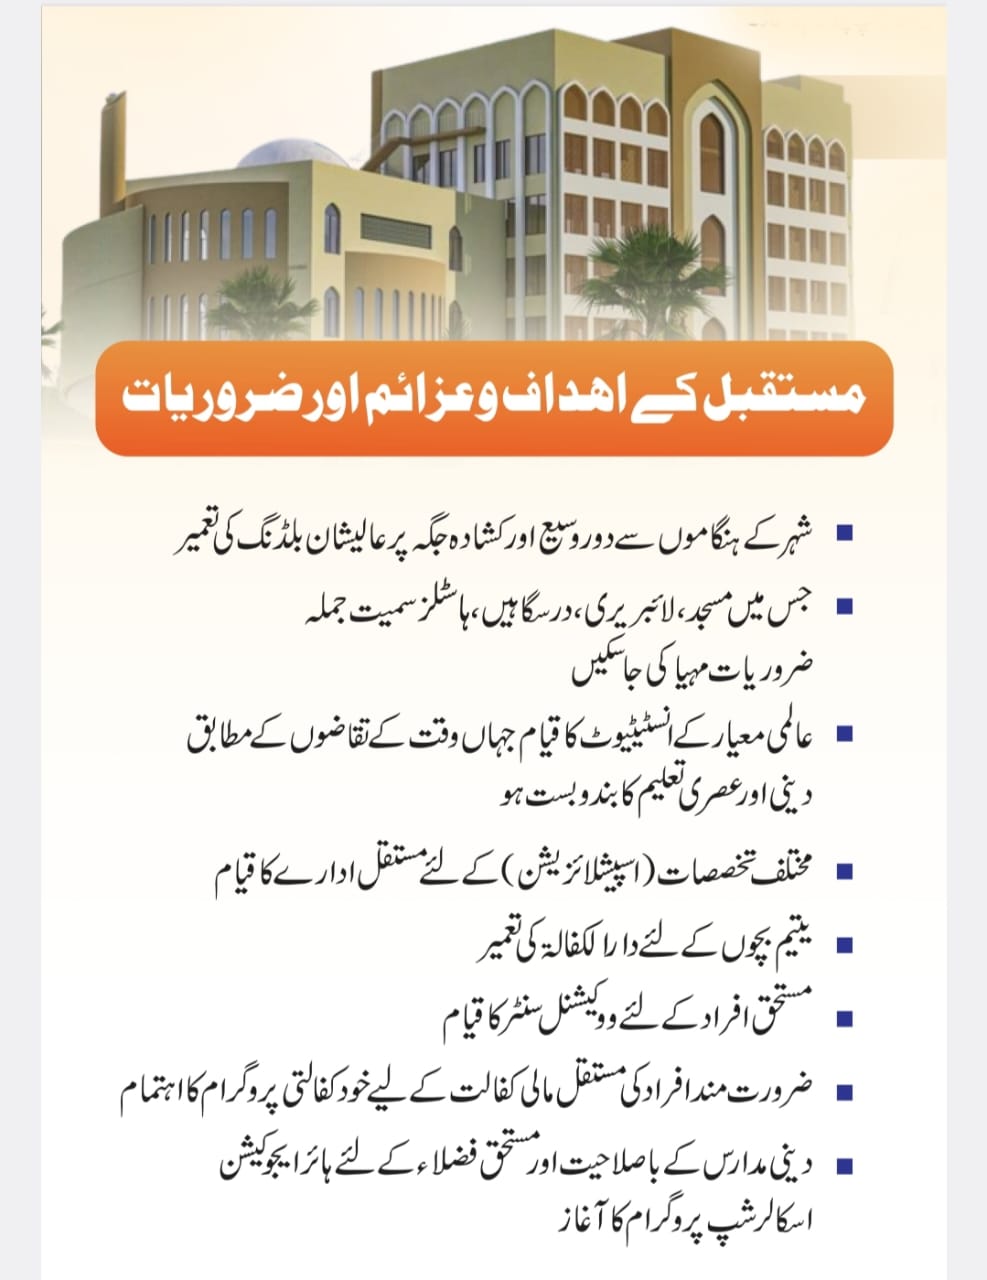 مستقبل کے اھداف وعزائم اور ضروریات
شہر کے ہنگاموں سے دور وسیع اور کشادہ جگہ پر عالیشان بلڈنگ کی تعمیر
جس میں مسجد، لائبریری، درسگاہیں، ہاسٹلز سمیت جملہ
ضروریات مہیا کی جاسکیں
عالمی معیار کے انسٹیٹیوٹ کا قیام جہاں وقت کے تقاضوں کے مطابق
دینی اور عصری تعلیم کا بندوبست ہو
مختلف تخصصات (اسپیشلائزیشن) کے لئے مستقل ادارے کا قیام
یتیم بچوں کے لئے دارالکفالۃ کی تعمیر
مستحق افراد کے لئے ووکیشنل سنٹر کا قیام
ضرورت مند افراد کی مستقل مالی کفالت کے لیے خود کفالتی پروگرام کا اہتمام
دینی مدارس کے باصلاحیت اور مستحق فضلاء کے لئے ہائر ایجوکیشن
اسکالرشپ پروگرام کا آغاز